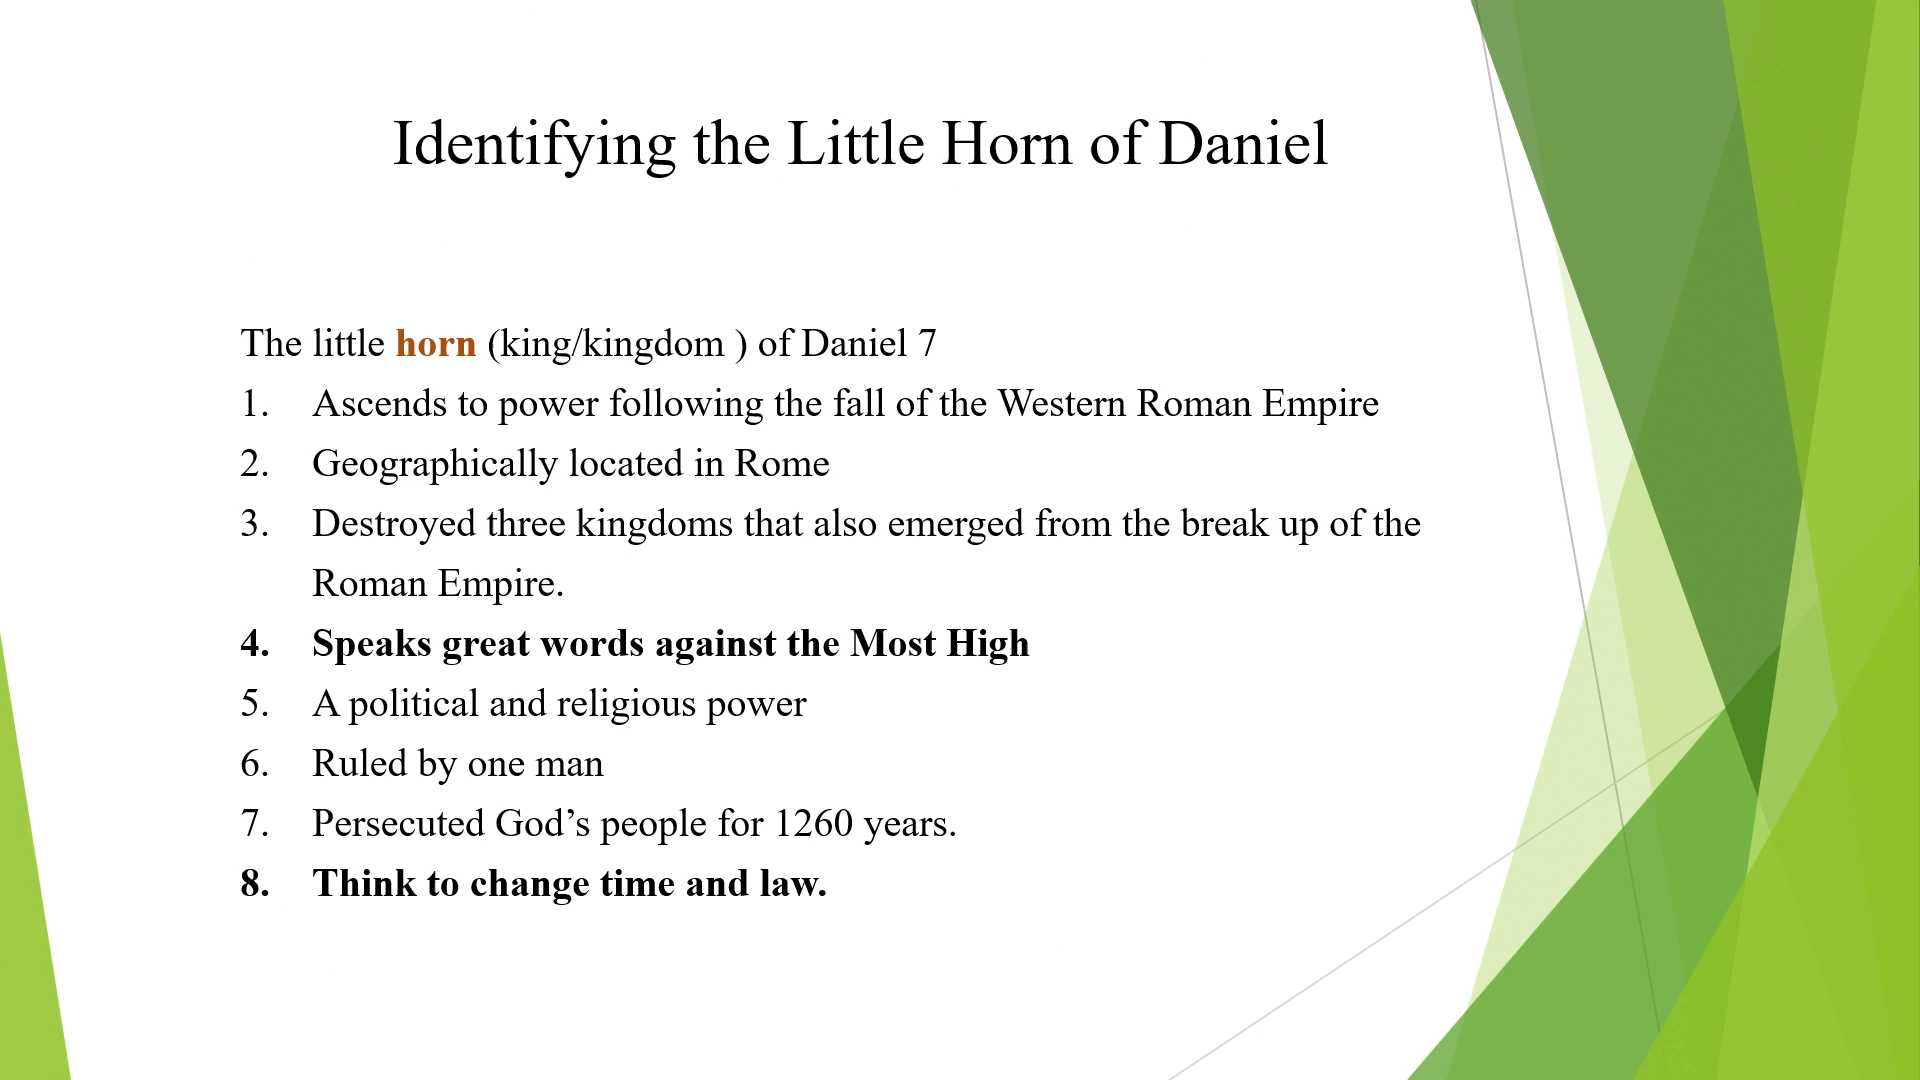 Identifying the Little Horn of Daniel
The little horn (king/kingdom ) of Daniel 7
1. Ascends to power following the fall of the Western Roman Empire
2. Geographically located in Rome
3. Destroyed three kingdoms that also emerged from the break up of the
Roman Empire.
4. Speaks great words against the Most High
5. A political and religious power
6. Ruled by one man
7. Persecuted God’s people for 1260 years.
8. Think to change time and law.